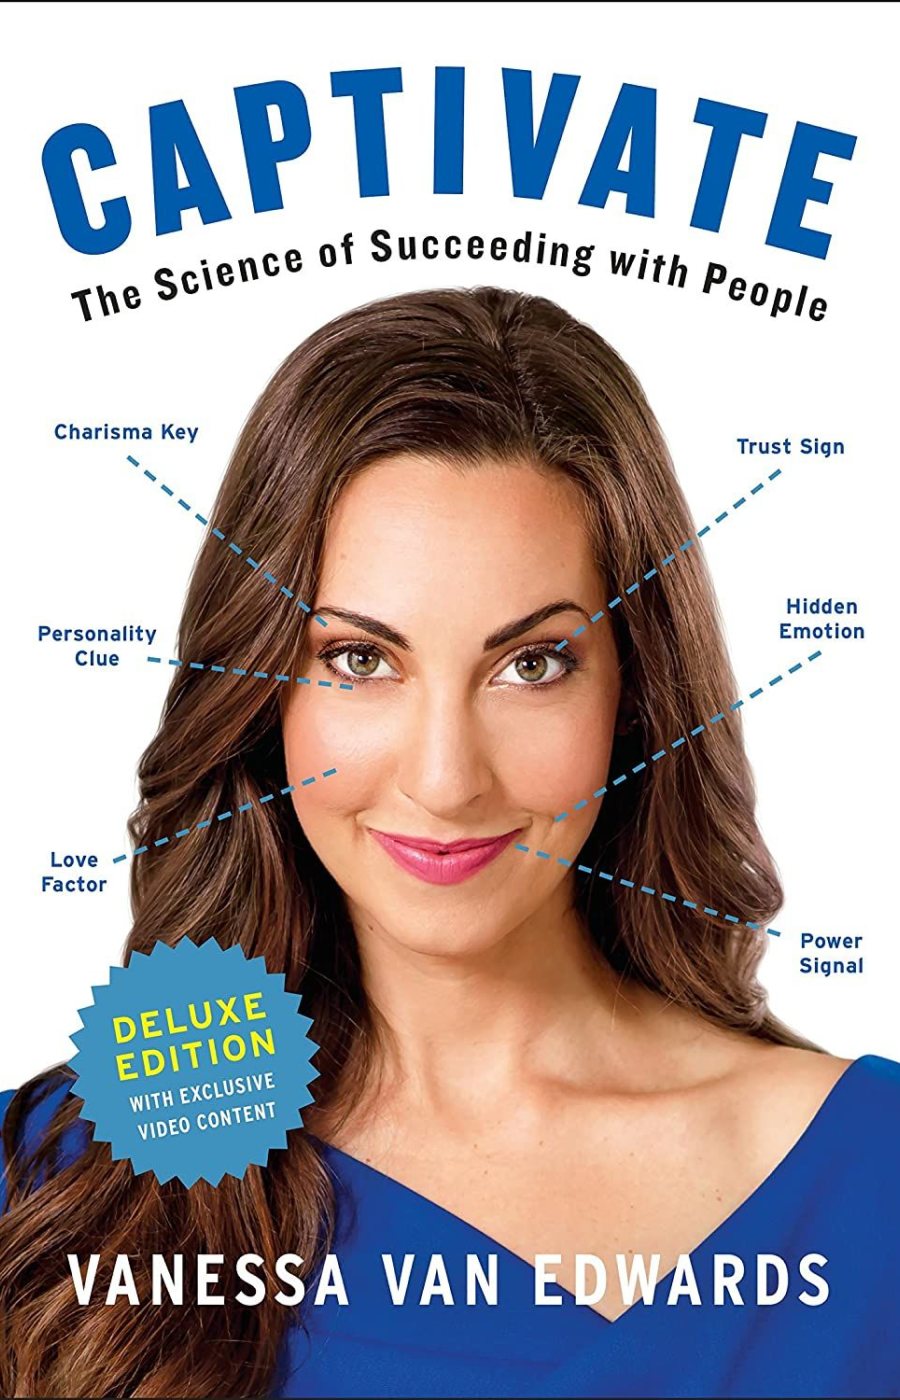 CAPTIVATE
The Science of Succeeding with People
Charisma Key
Trust Sign
Hidden
Emotion
Personality
Clue
Love
Factor
Power
Signal
DELUXE
EDITION
WITH EXCLUSIVE
VIDEO CONTENT
VANESSA VAN EDWARDS